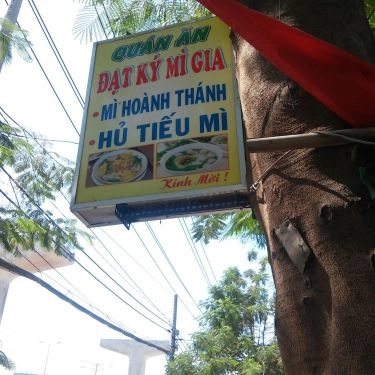 QUÁN ĂN
ĐẠT KÝ MÌ GIA
• MÌ HOÀNH THÁNH
• HỦ TIẾU MÌ
Kính Mời !